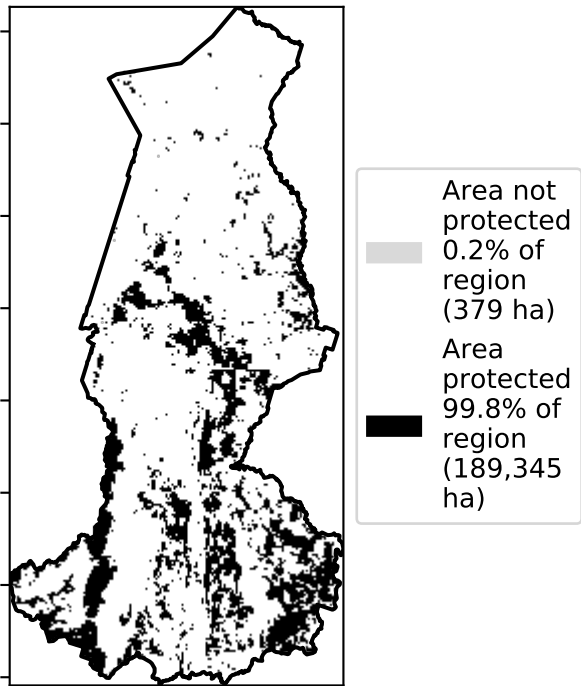 Area not
protected
0.2% of
region
(379 ha)
Area
protected
99.8% of
region
(189,345
ha)